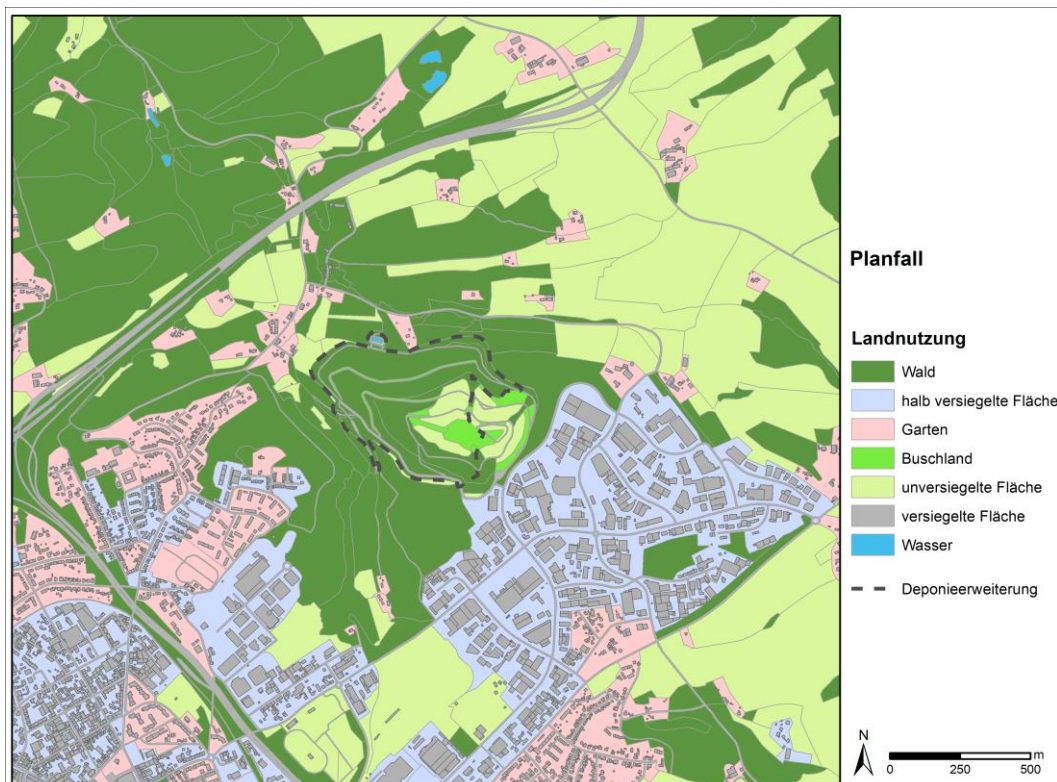 Planfall
Landnutzung
Wald
halb versiegelte Fläche
Garten
Buschland
unversiegelte Fläche
versiegelte Fläche
Wasser
Deponieerweiterung
N
m
0 250 500